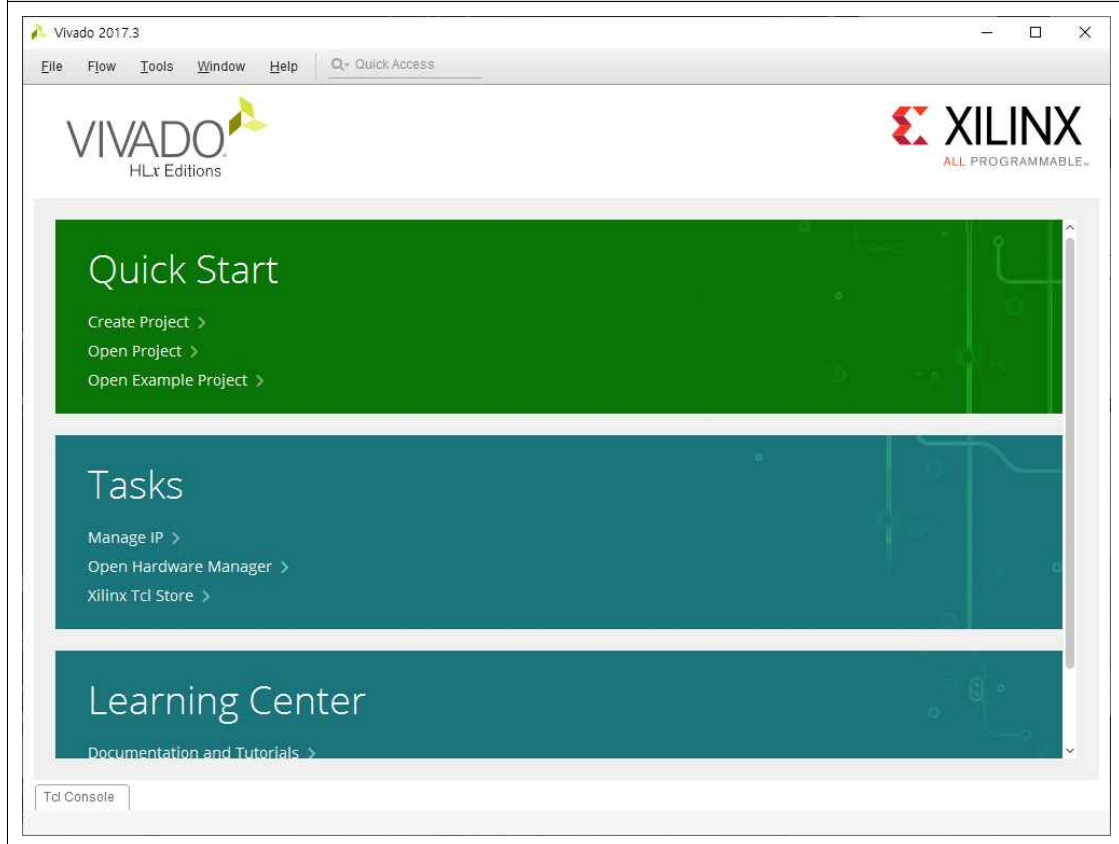 Vivado 2017.3
File Flow Tools Window Help Quick Access
VIVADO.
HLx Editions
XILINX
ALL PROGRAMMABLE™
Quick Start
Create Project >
Open Project >
Open Example Project >
Tasks
Manage IP >
Open Hardware Manager >
Xilinx Tcl Store >
Learning Center
Documentation and Tutorials >
Tcl Console